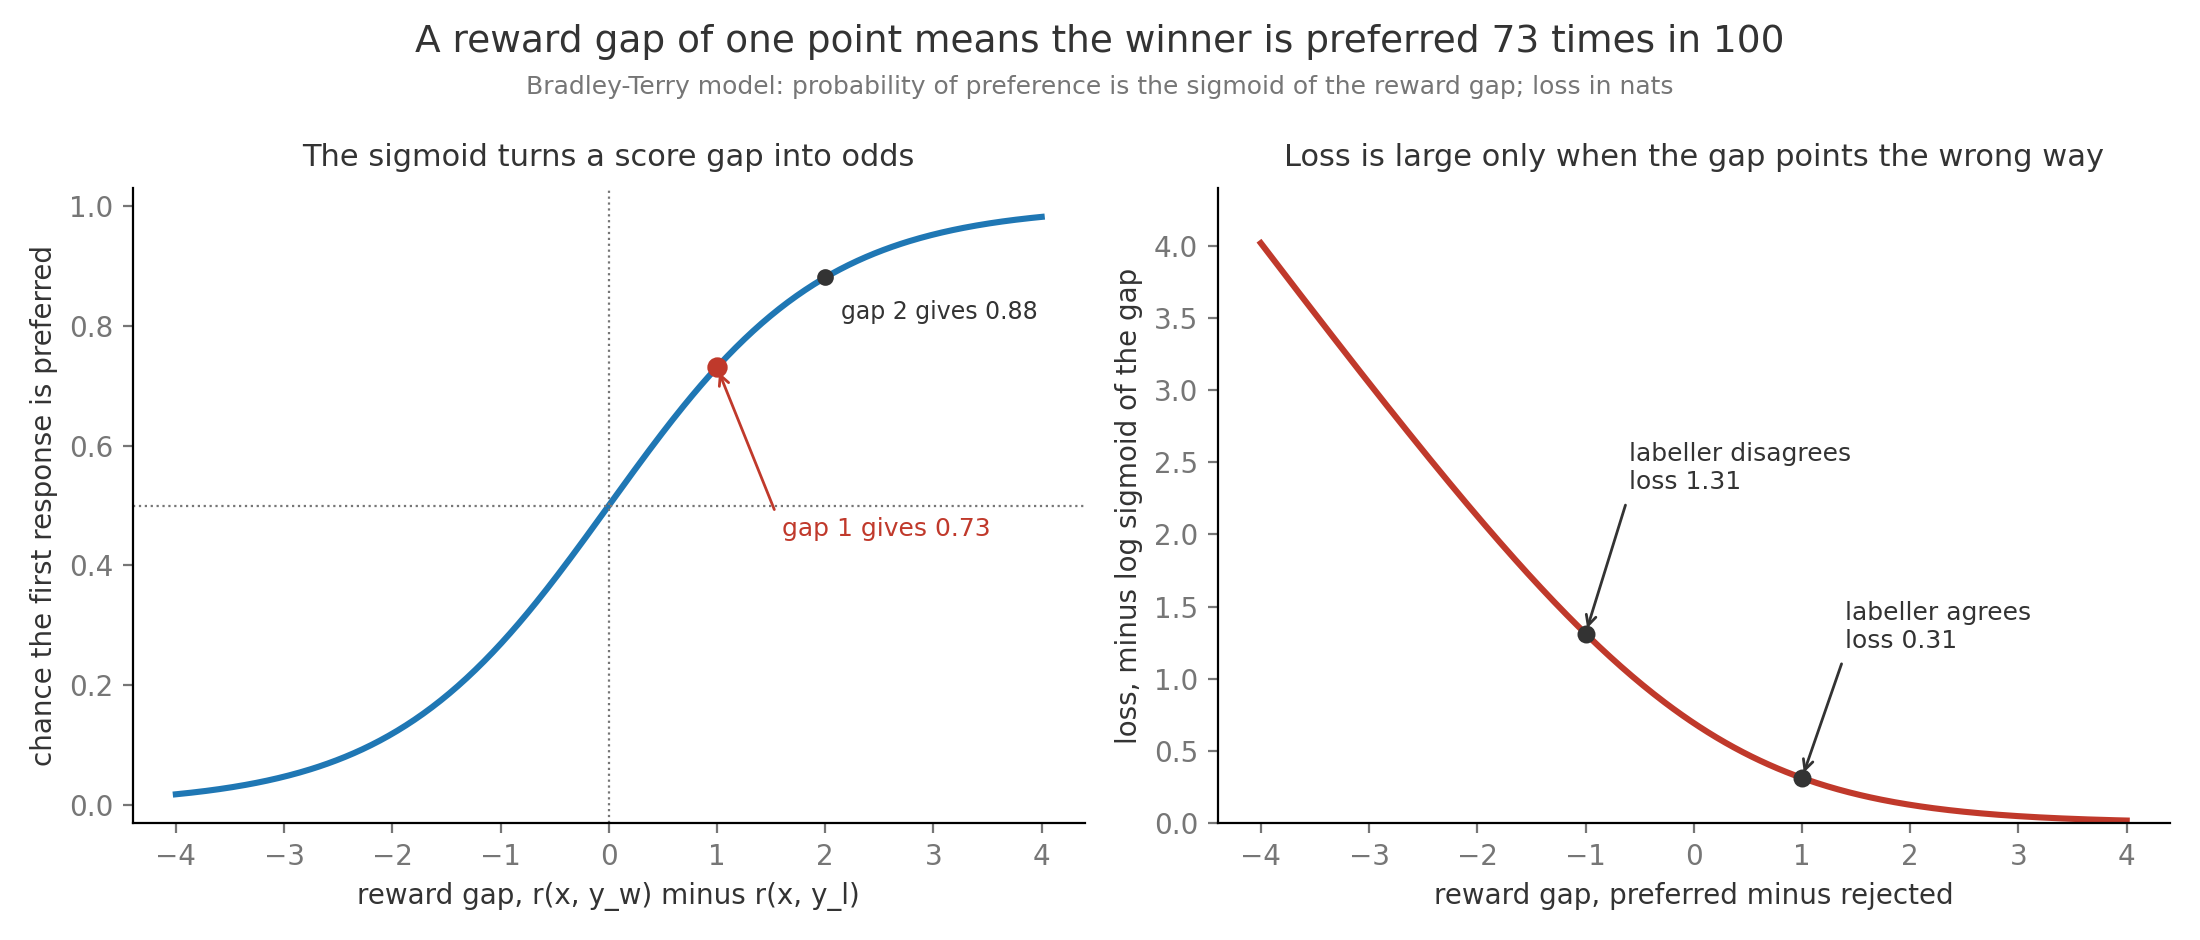 A reward gap of one point means the winner is preferred 73 times in 100
Bradley-Terry model: probability of preference is the sigmoid of the reward gap; loss in nats
The sigmoid turns a score gap into odds
chance the first response is preferred
1.0
0.8
0.6
0.4
0.2
0.0
gap 2 gives 0.88
gap 1 gives 0.73
−4 −3 −2 −1 0 1 2 3 4
reward gap, r(x, y_w) minus r(x, y_l)
Loss is large only when the gap points the wrong way
loss, minus log sigmoid of the gap
4.0
3.5
3.0
2.5
2.0
1.5
1.0
0.5
0.0
labeller disagrees
loss 1.31
labeller agrees
loss 0.31
−4 −3 −2 −1 0 1 2 3 4
reward gap, preferred minus rejected